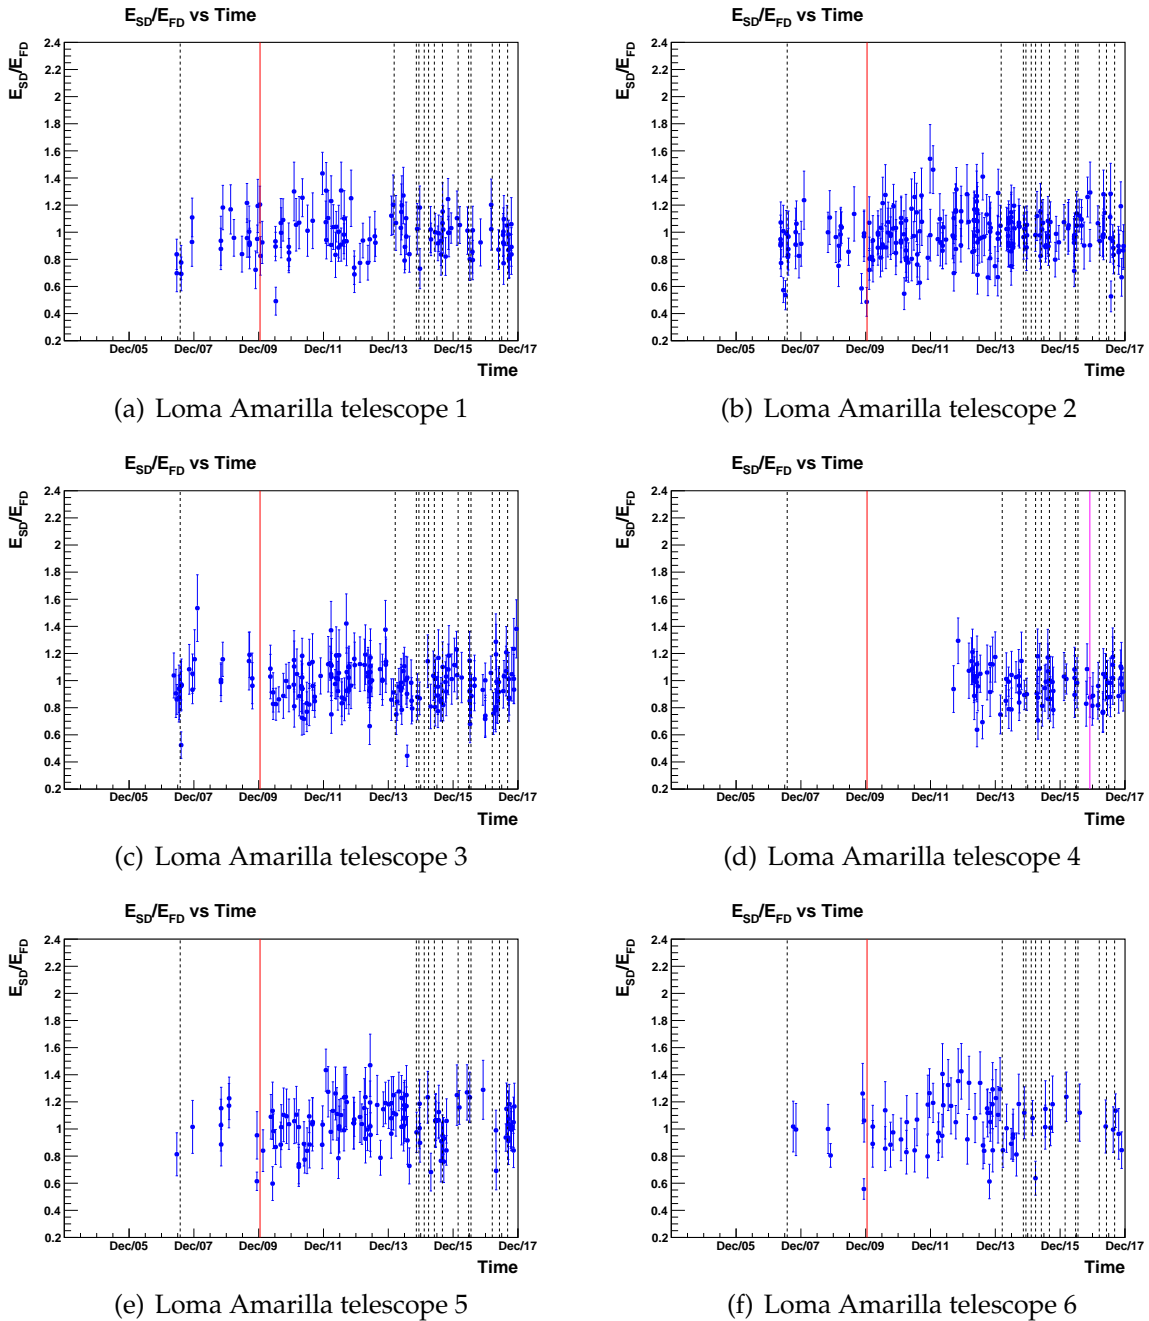 E_SD/E_FD vs Time
E_SD/E_FD
2.4
2.2
2
1.8
1.6
1.4
1.2
1
0.8
0.6
0.4
0.2
Dec/05 Dec/07 Dec/09 Dec/11 Dec/13 Dec/15 Dec/17
Time
(a) Loma Amarilla telescope 1
E_SD/E_FD vs Time
E_SD/E_FD
2.4
2.2
2
1.8
1.6
1.4
1.2
1
0.8
0.6
0.4
0.2
Dec/05 Dec/07 Dec/09 Dec/11 Dec/13 Dec/15 Dec/17
Time
(b) Loma Amarilla telescope 2
E_SD/E_FD vs Time
E_SD/E_FD
2.4
2.2
2
1.8
1.6
1.4
1.2
1
0.8
0.6
0.4
0.2
Dec/05 Dec/07 Dec/09 Dec/11 Dec/13 Dec/15 Dec/17
Time
(c) Loma Amarilla telescope 3
E_SD/E_FD vs Time
E_SD/E_FD
2.4
2.2
2
1.8
1.6
1.4
1.2
1
0.8
0.6
0.4
0.2
Dec/05 Dec/07 Dec/09 Dec/11 Dec/13 Dec/15 Dec/17
Time
(d) Loma Amarilla telescope 4
E_SD/E_FD vs Time
E_SD/E_FD
2.4
2.2
2
1.8
1.6
1.4
1.2
1
0.8
0.6
0.4
0.2
Dec/05 Dec/07 Dec/09 Dec/11 Dec/13 Dec/15 Dec/17
Time
(e) Loma Amarilla telescope 5
E_SD/E_FD vs Time
E_SD/E_FD
2.4
2.2
2
1.8
1.6
1.4
1.2
1
0.8
0.6
0.4
0.2
Dec/05 Dec/07 Dec/09 Dec/11 Dec/13 Dec/15 Dec/17
Time
(f) Loma Amarilla telescope 6